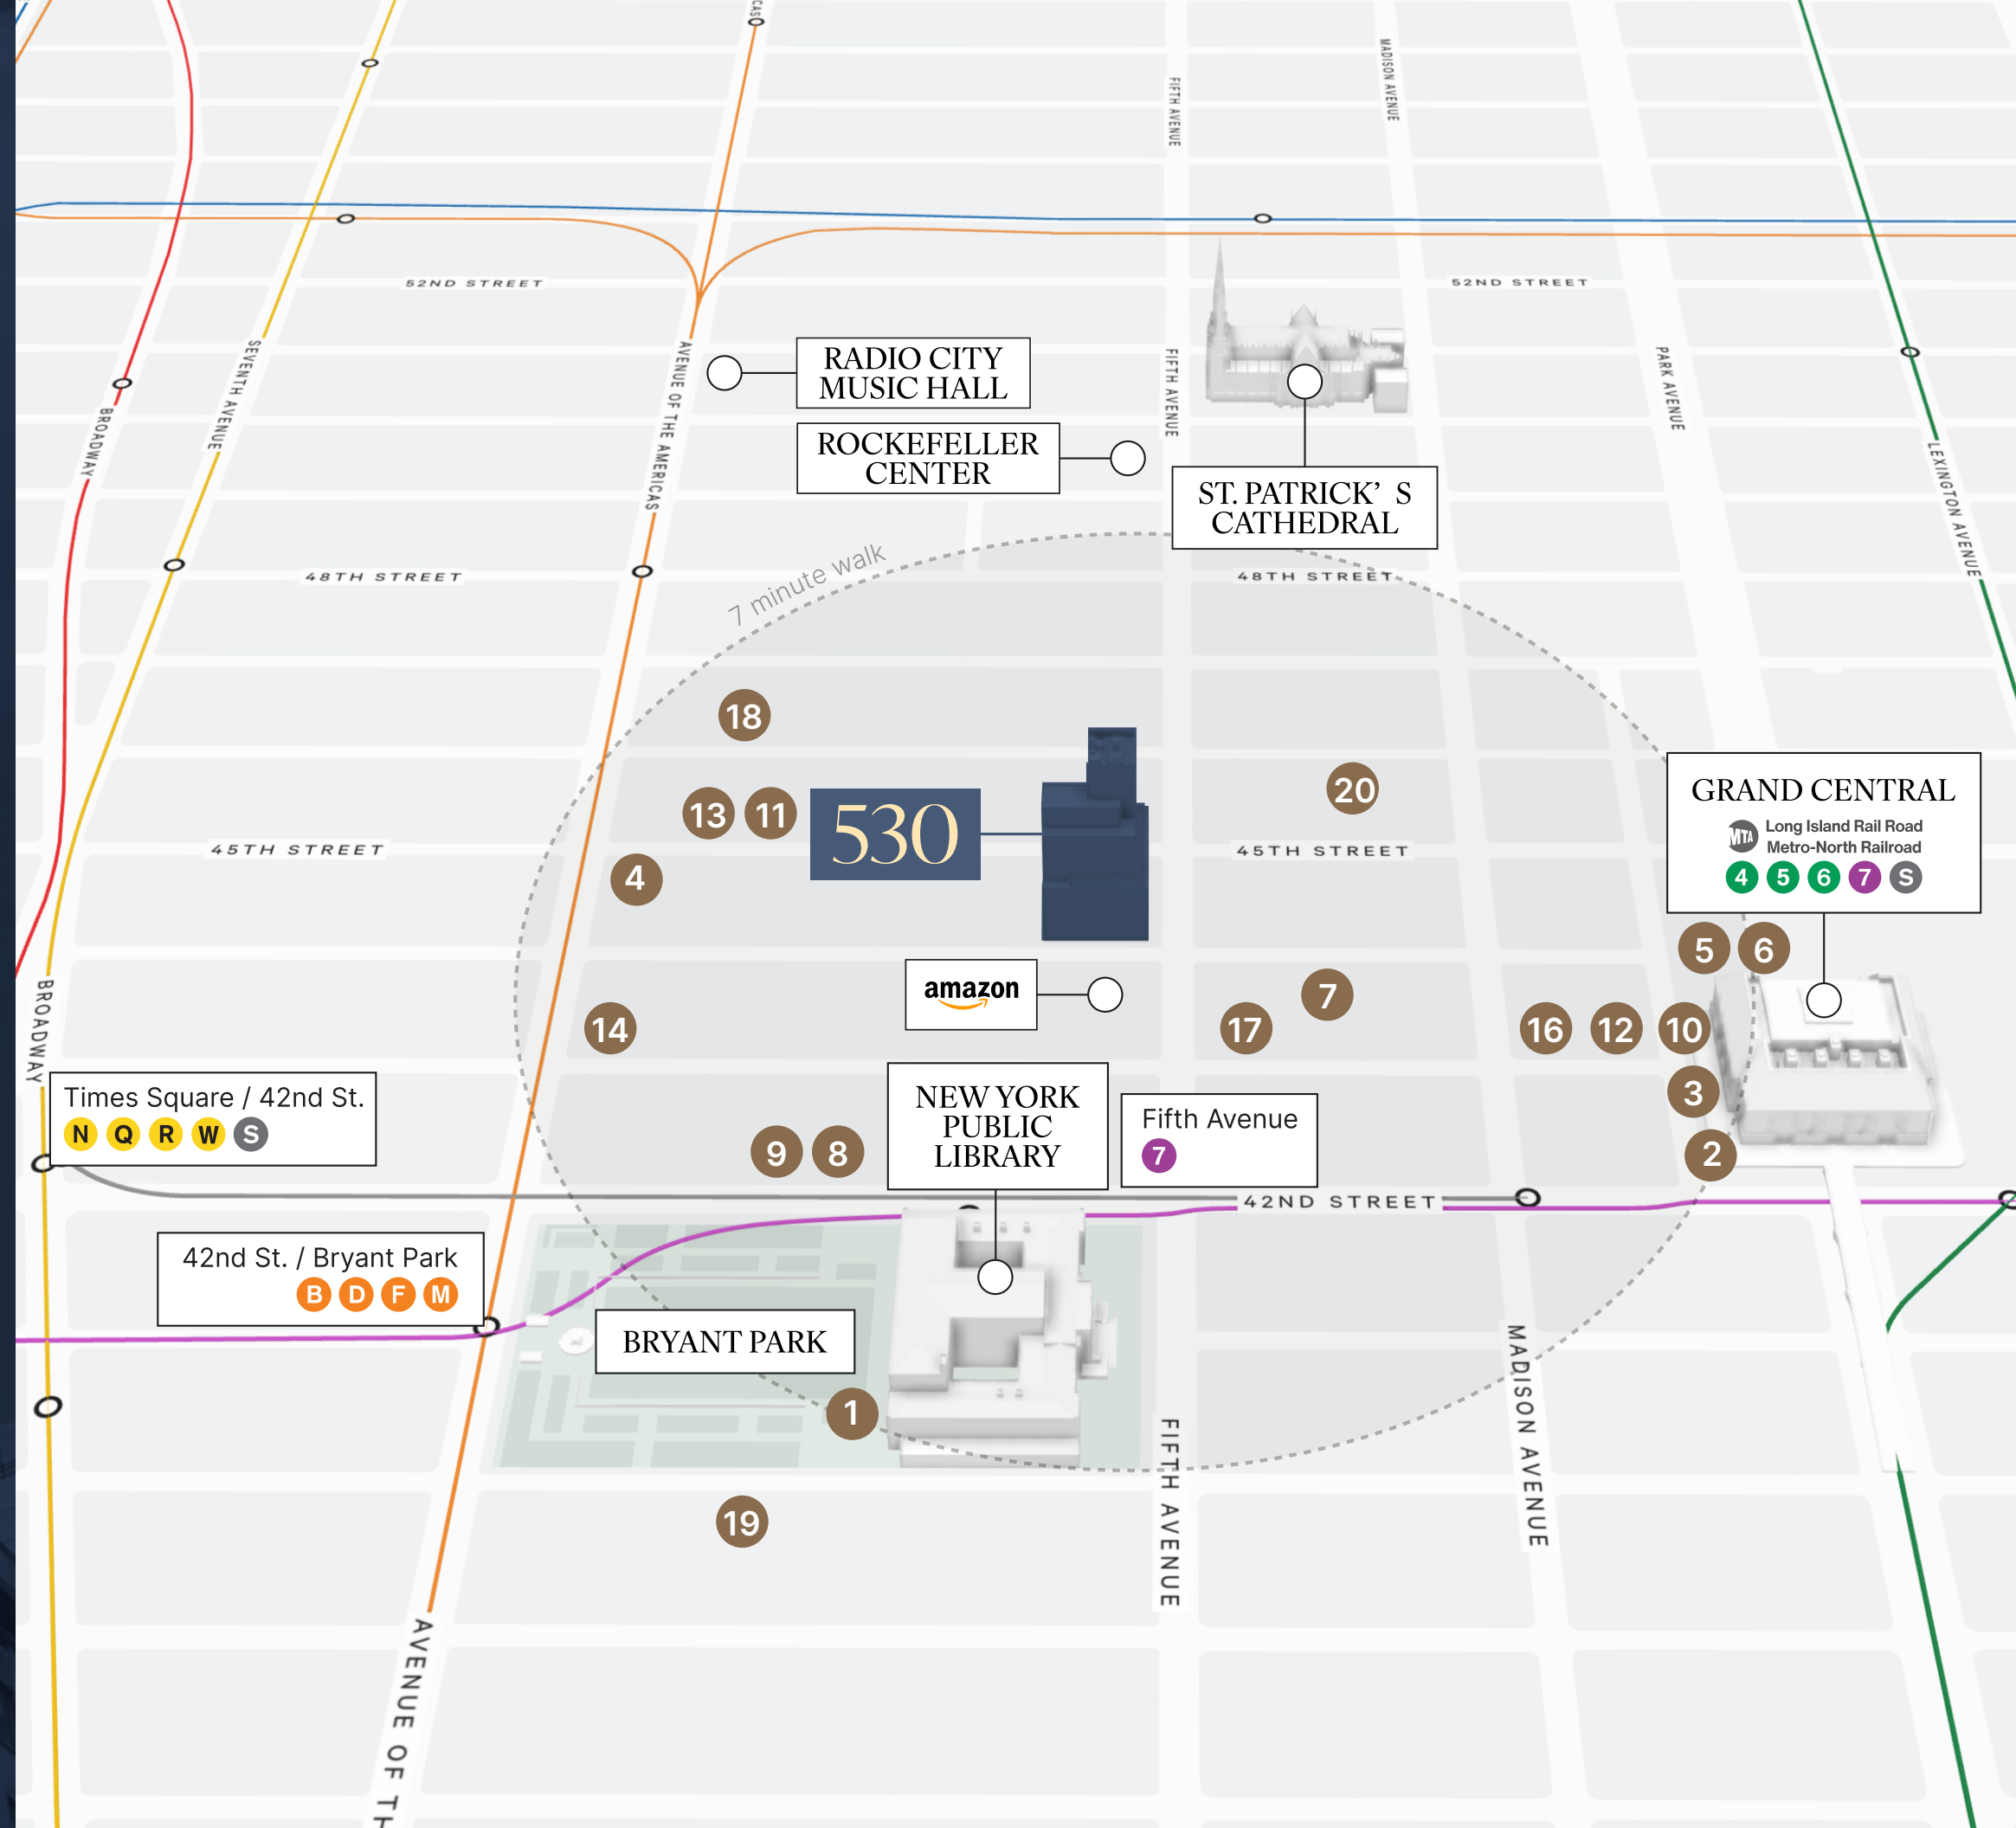 CAS
FIFTH AVENUE
MADISON AVENUE
52ND STREET
52ND STREET
SEVENTH AVENUE
BROADWAY
AVENUE OF THE AMERICAS
RADIO CITY
MUSIC HALL
FIFTH AVENUE
PARK AVENUE
ROCKEFELLER
CENTER
LEXINGTON AVENUE
ST. PATRICK’ S
CATHEDRAL
7 minute walk
48TH STREET
48TH STREET
18
20
GRAND CENTRAL
MTA
Long Island Rail Road
Metro-North Railroad
4 5 6 7 S
13 11
530
45TH STREET
45TH STREET
4
5 6
amazon
7
14
17
16 12 10
BROADWAY
3
Times Square / 42nd St.
N Q R W S
NEW YORK
PUBLIC
LIBRARY
Fifth Avenue
7
9 8
2
42ND STREET
42nd St. / Bryant Park
B D F M
BRYANT PARK
1
MADISON AVENUE
FIFTH AVENUE
19
AVENUE OF TH